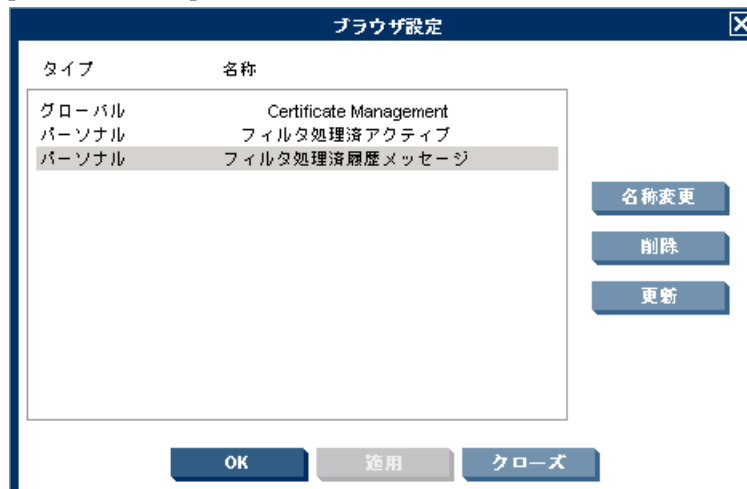 ブラウザ設定
タイプ 名称
グローバル Certificate Management
パーソナル フィルタ処理済アクティブ
パーソナル フィルタ処理済履歴メッセージ
名称変更
削除
更新
OK 適用 クローズ